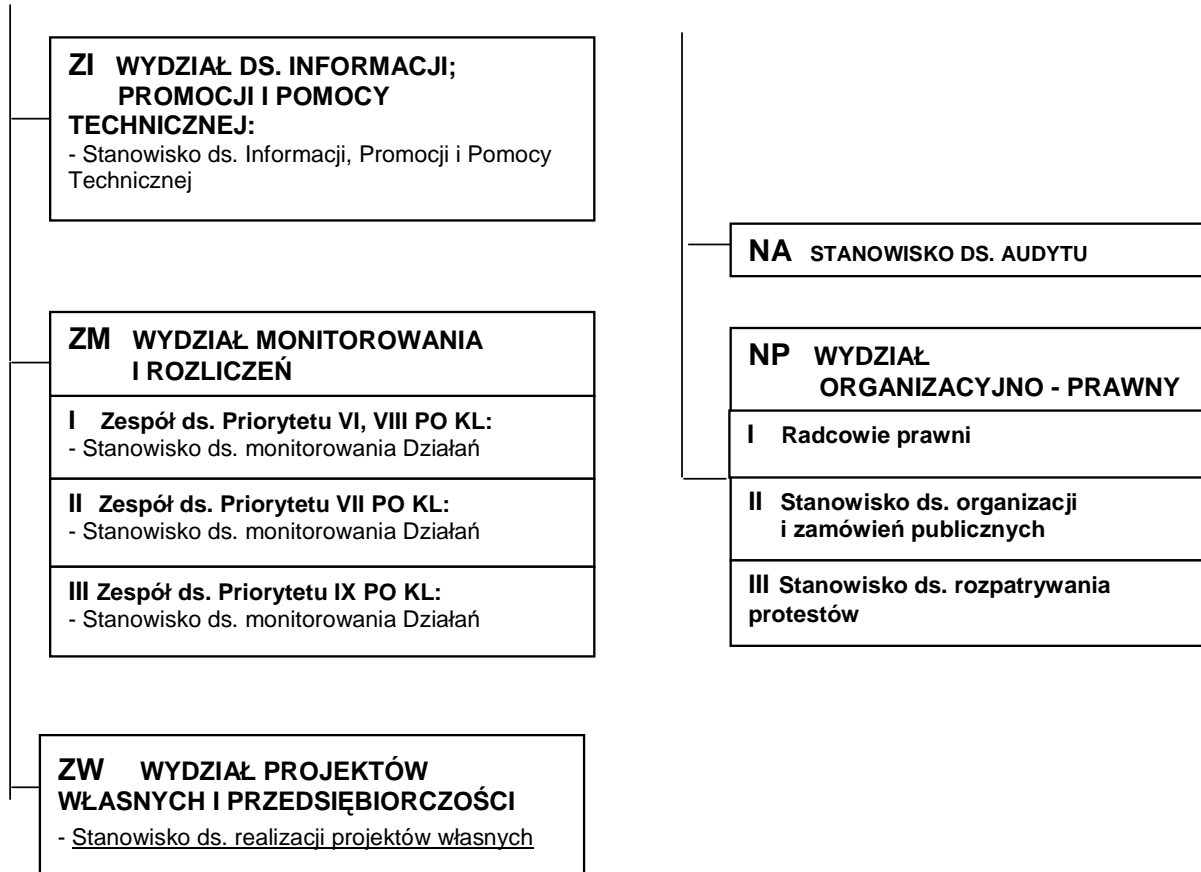 ZI WYDZIAŁ DS. INFORMACJI;
PROMOCJI I POMOCY
TECHNICZNEJ:
- Stanowisko ds. Informacji, Promocji i Pomocy
Technicznej
ZM WYDZIAŁ MONITOROWANIA
I ROZLICZEŃ
I Zespół ds. Priorytetu VI, VIII PO KL:
- Stanowisko ds. monitorowania Działań
II Zespół ds. Priorytetu VII PO KL:
- Stanowisko ds. monitorowania Działań
III Zespół ds. Priorytetu IX PO KL:
- Stanowisko ds. monitorowania Działań
ZW WYDZIAŁ PROJEKTÓW
WŁASNYCH I PRZEDSIĘBIORCZOŚCI
- Stanowisko ds. realizacji projektów własnych
NA STANOWISKO DS. AUDYTU
NP WYDZIAŁ
ORGANIZACYJNO - PRAWNY
I Radcowie prawni
II Stanowisko ds. organizacji
i zamówień publicznych
III Stanowisko ds. rozpatrywania
protestów